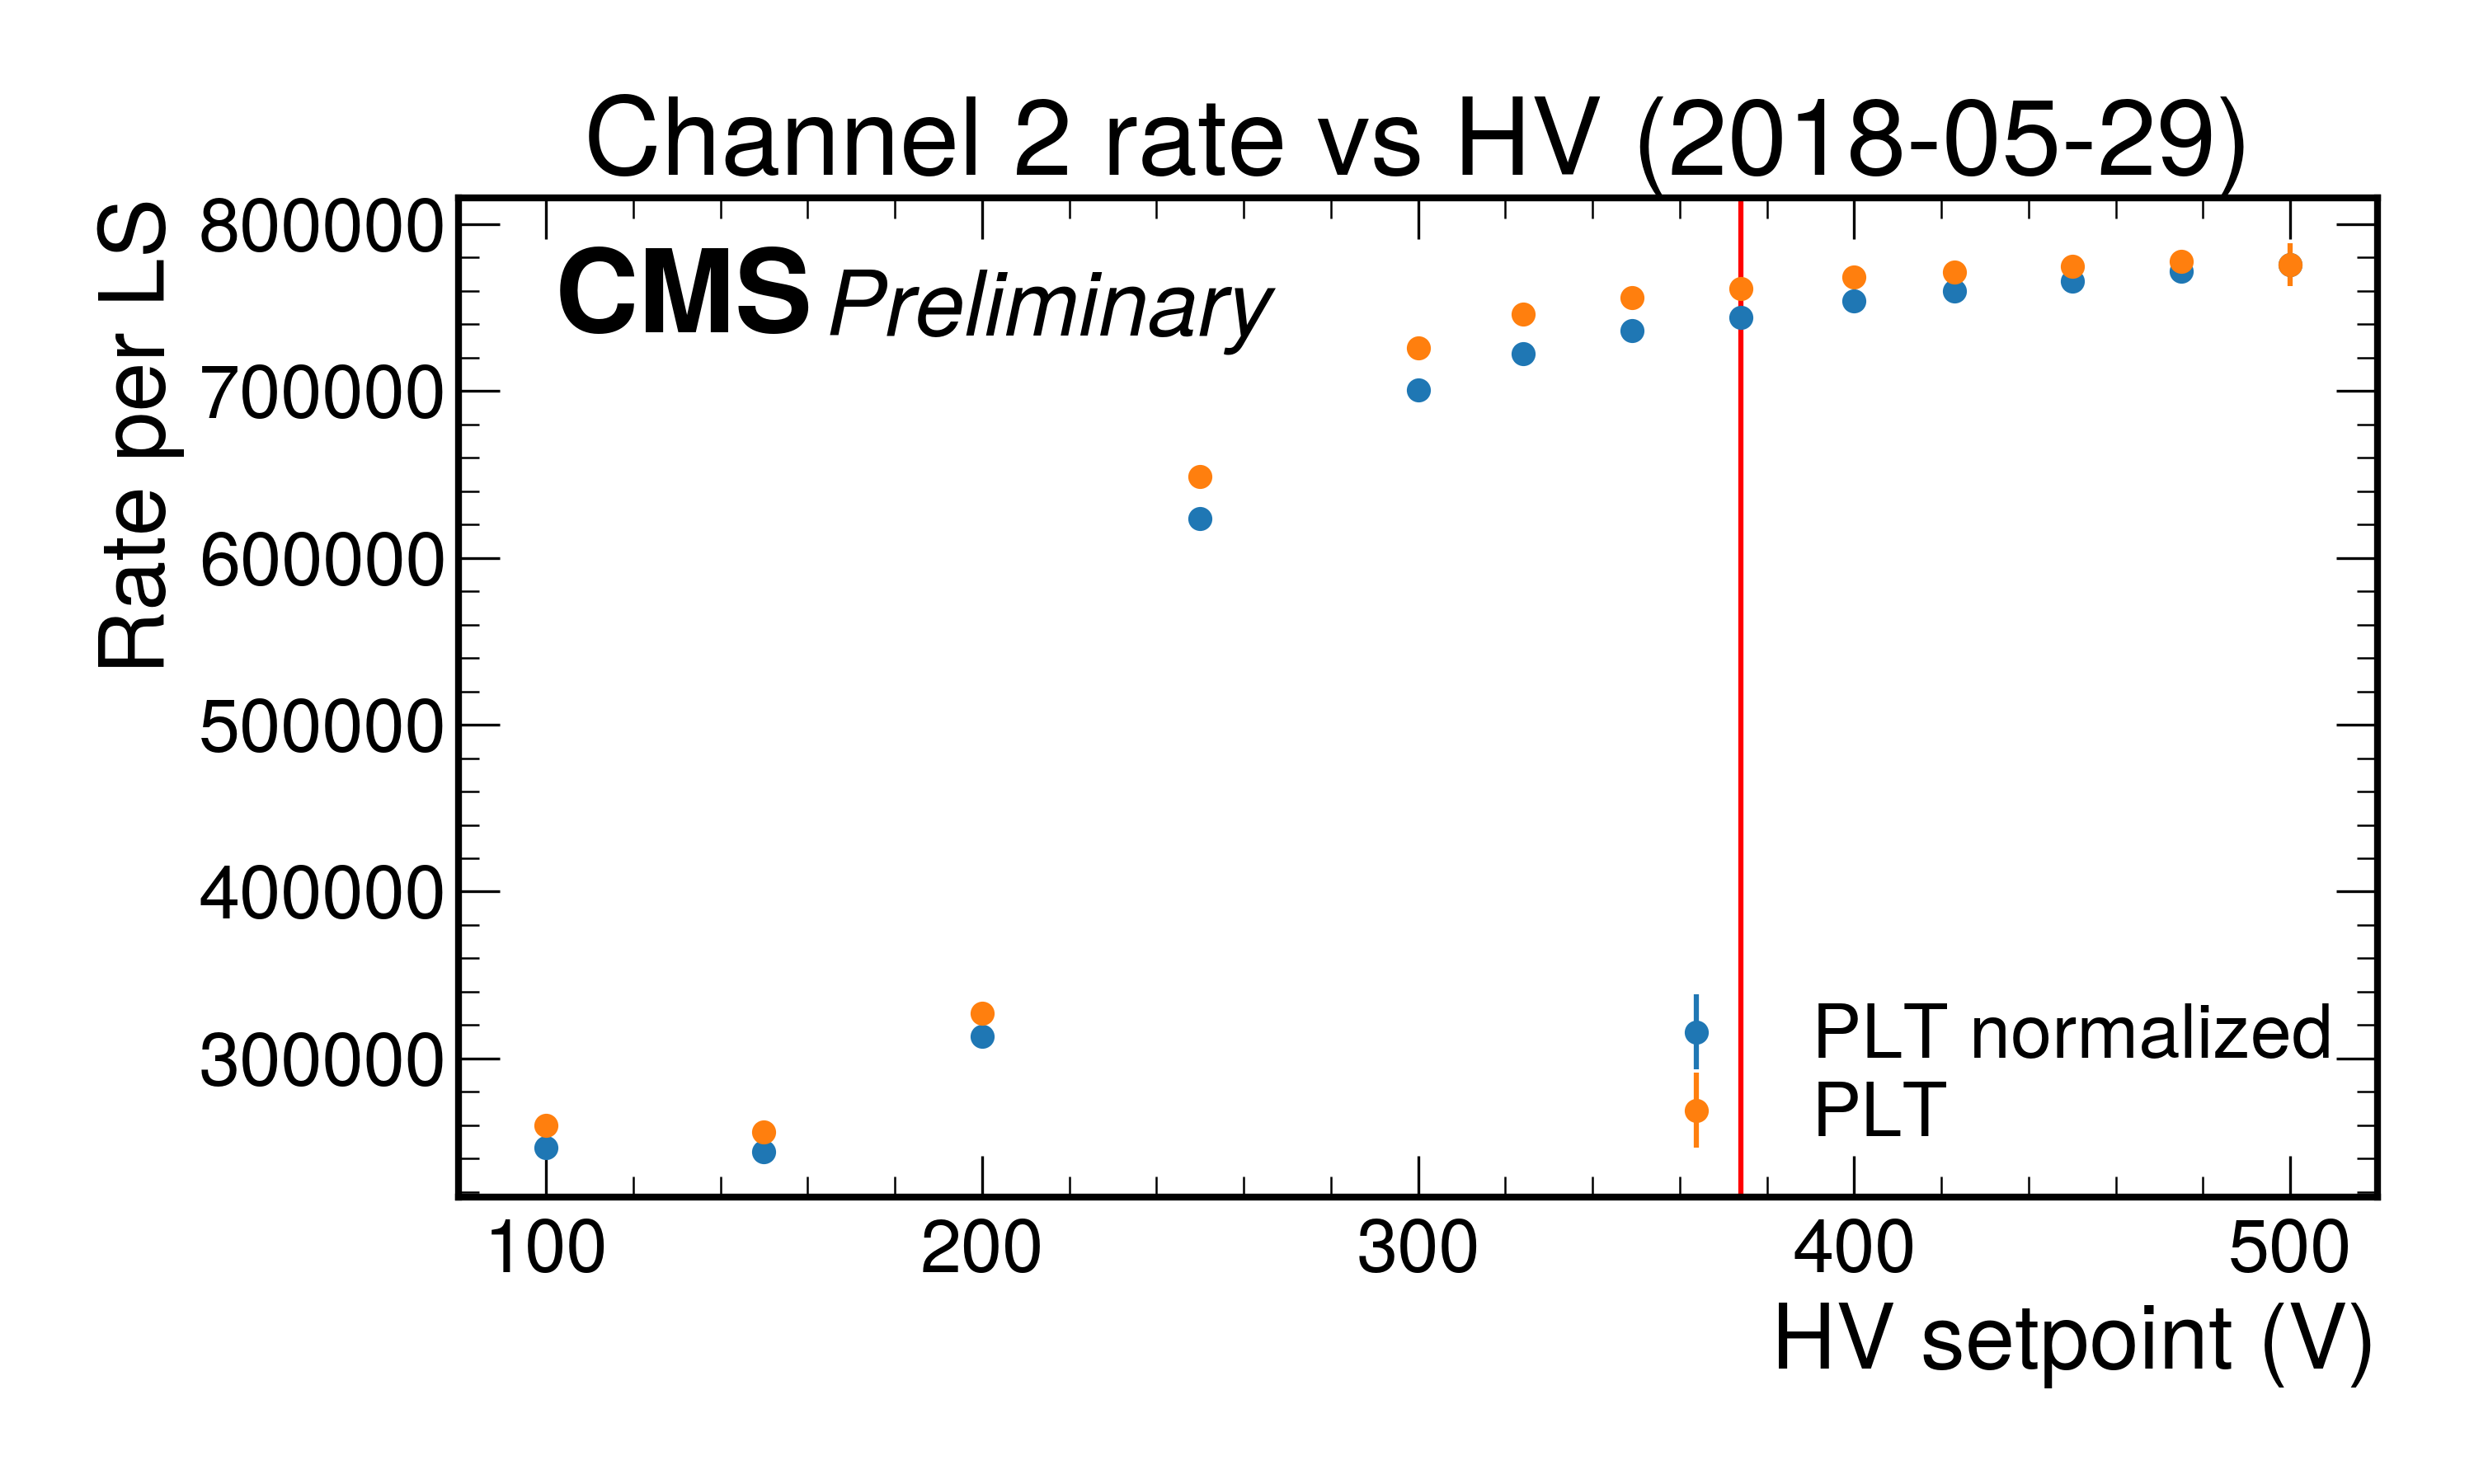 Channel 2 rate vs HV (2018-05-29)
CMS Preliminary
Rate per LS
800000
700000
600000
500000
400000
300000
PLT normalized
PLT
100 200 300 400 500
HV setpoint (V)